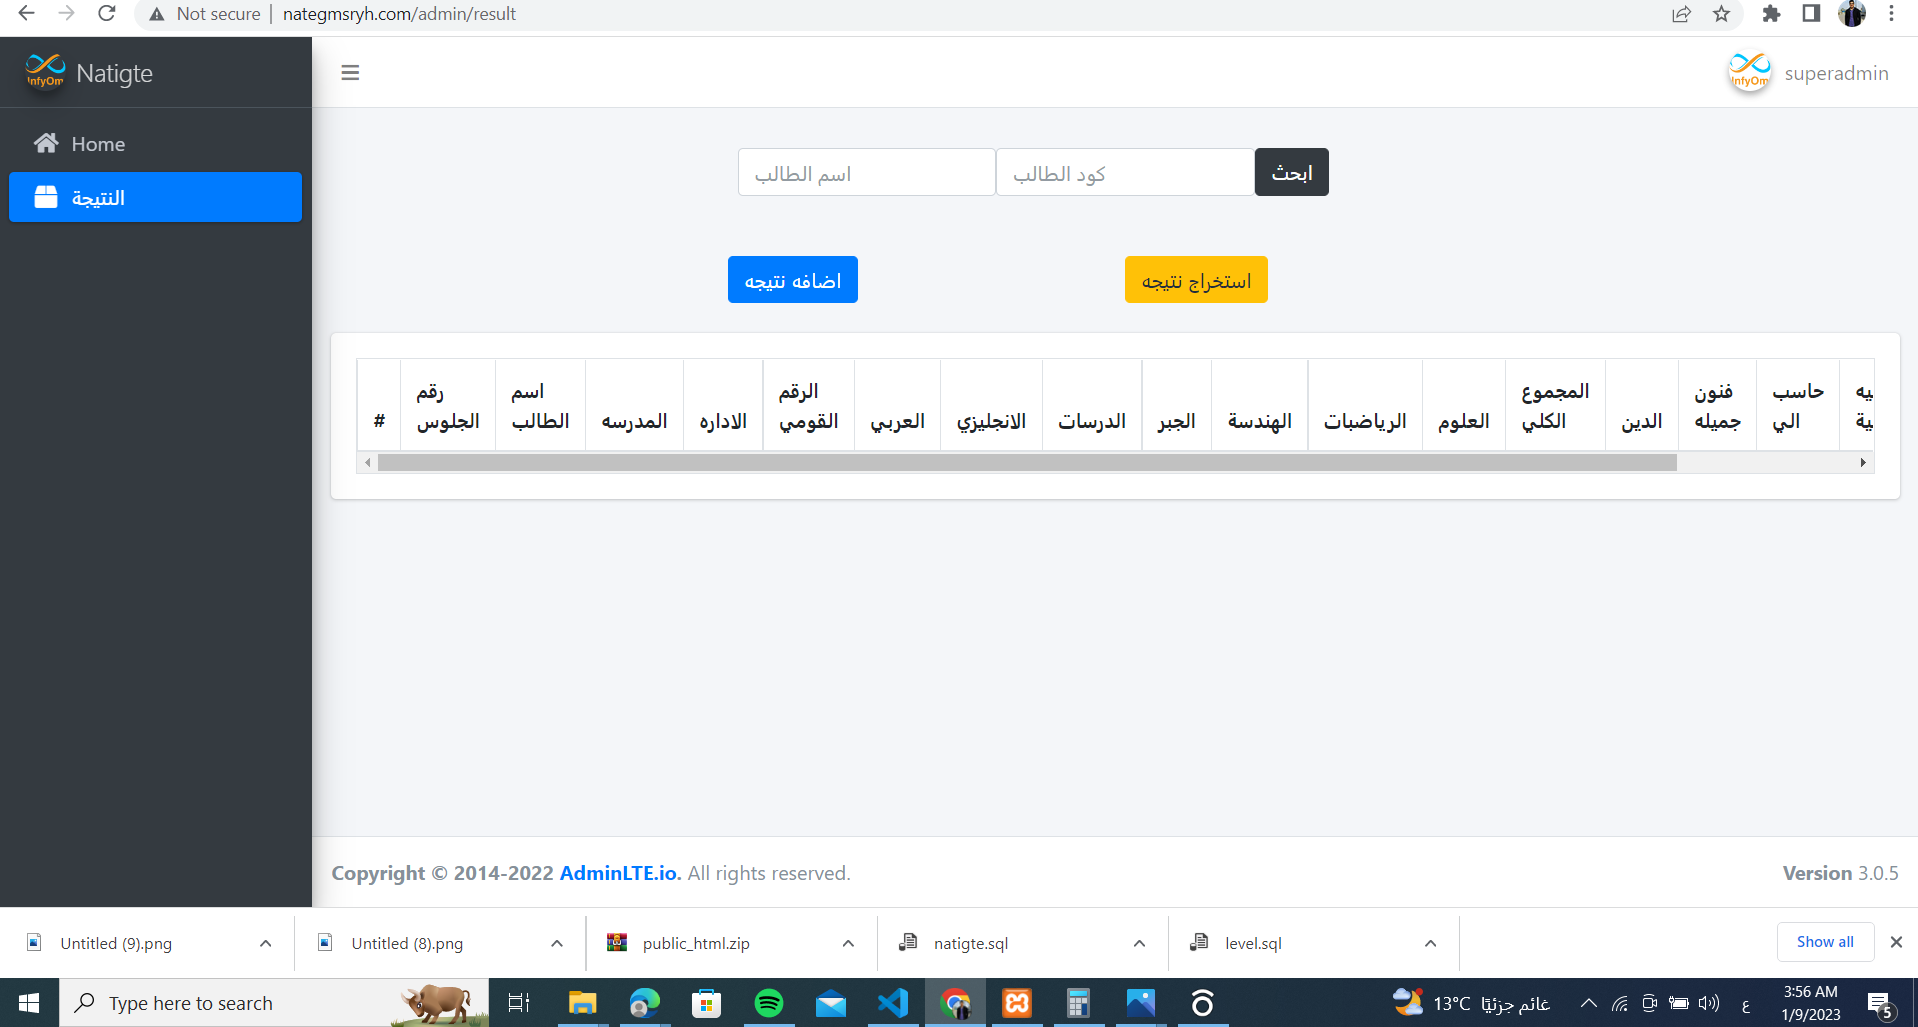 Not secure | nategmsryh.com/admin/result
InfyOm Natigte
InfyOm superadmin
Home
النتيجة
اسم الطالب
كود الطالب
ابحث
اضافه نتيجه
استخراج نتيجه
#
رقم الجلوس
اسم الطالب
المدرسه
الاداره
الرقم القومي
العربي
الانجليزي
الدرسات
الجبر
الهندسة
الرياضبات
العلوم
المجموع الكلي
الدين
فنون جميله
حاسب الي
يه
ية
Copyright © 2014-2022 AdminLTE.io. All rights reserved.
Version 3.0.5
Untitled (9).png
Untitled (8).png
public_html.zip
natigte.sql
level.sql
Show all
Type here to search
13°C غائم جزئيًا
ع
3:56 AM
1/9/2023
5